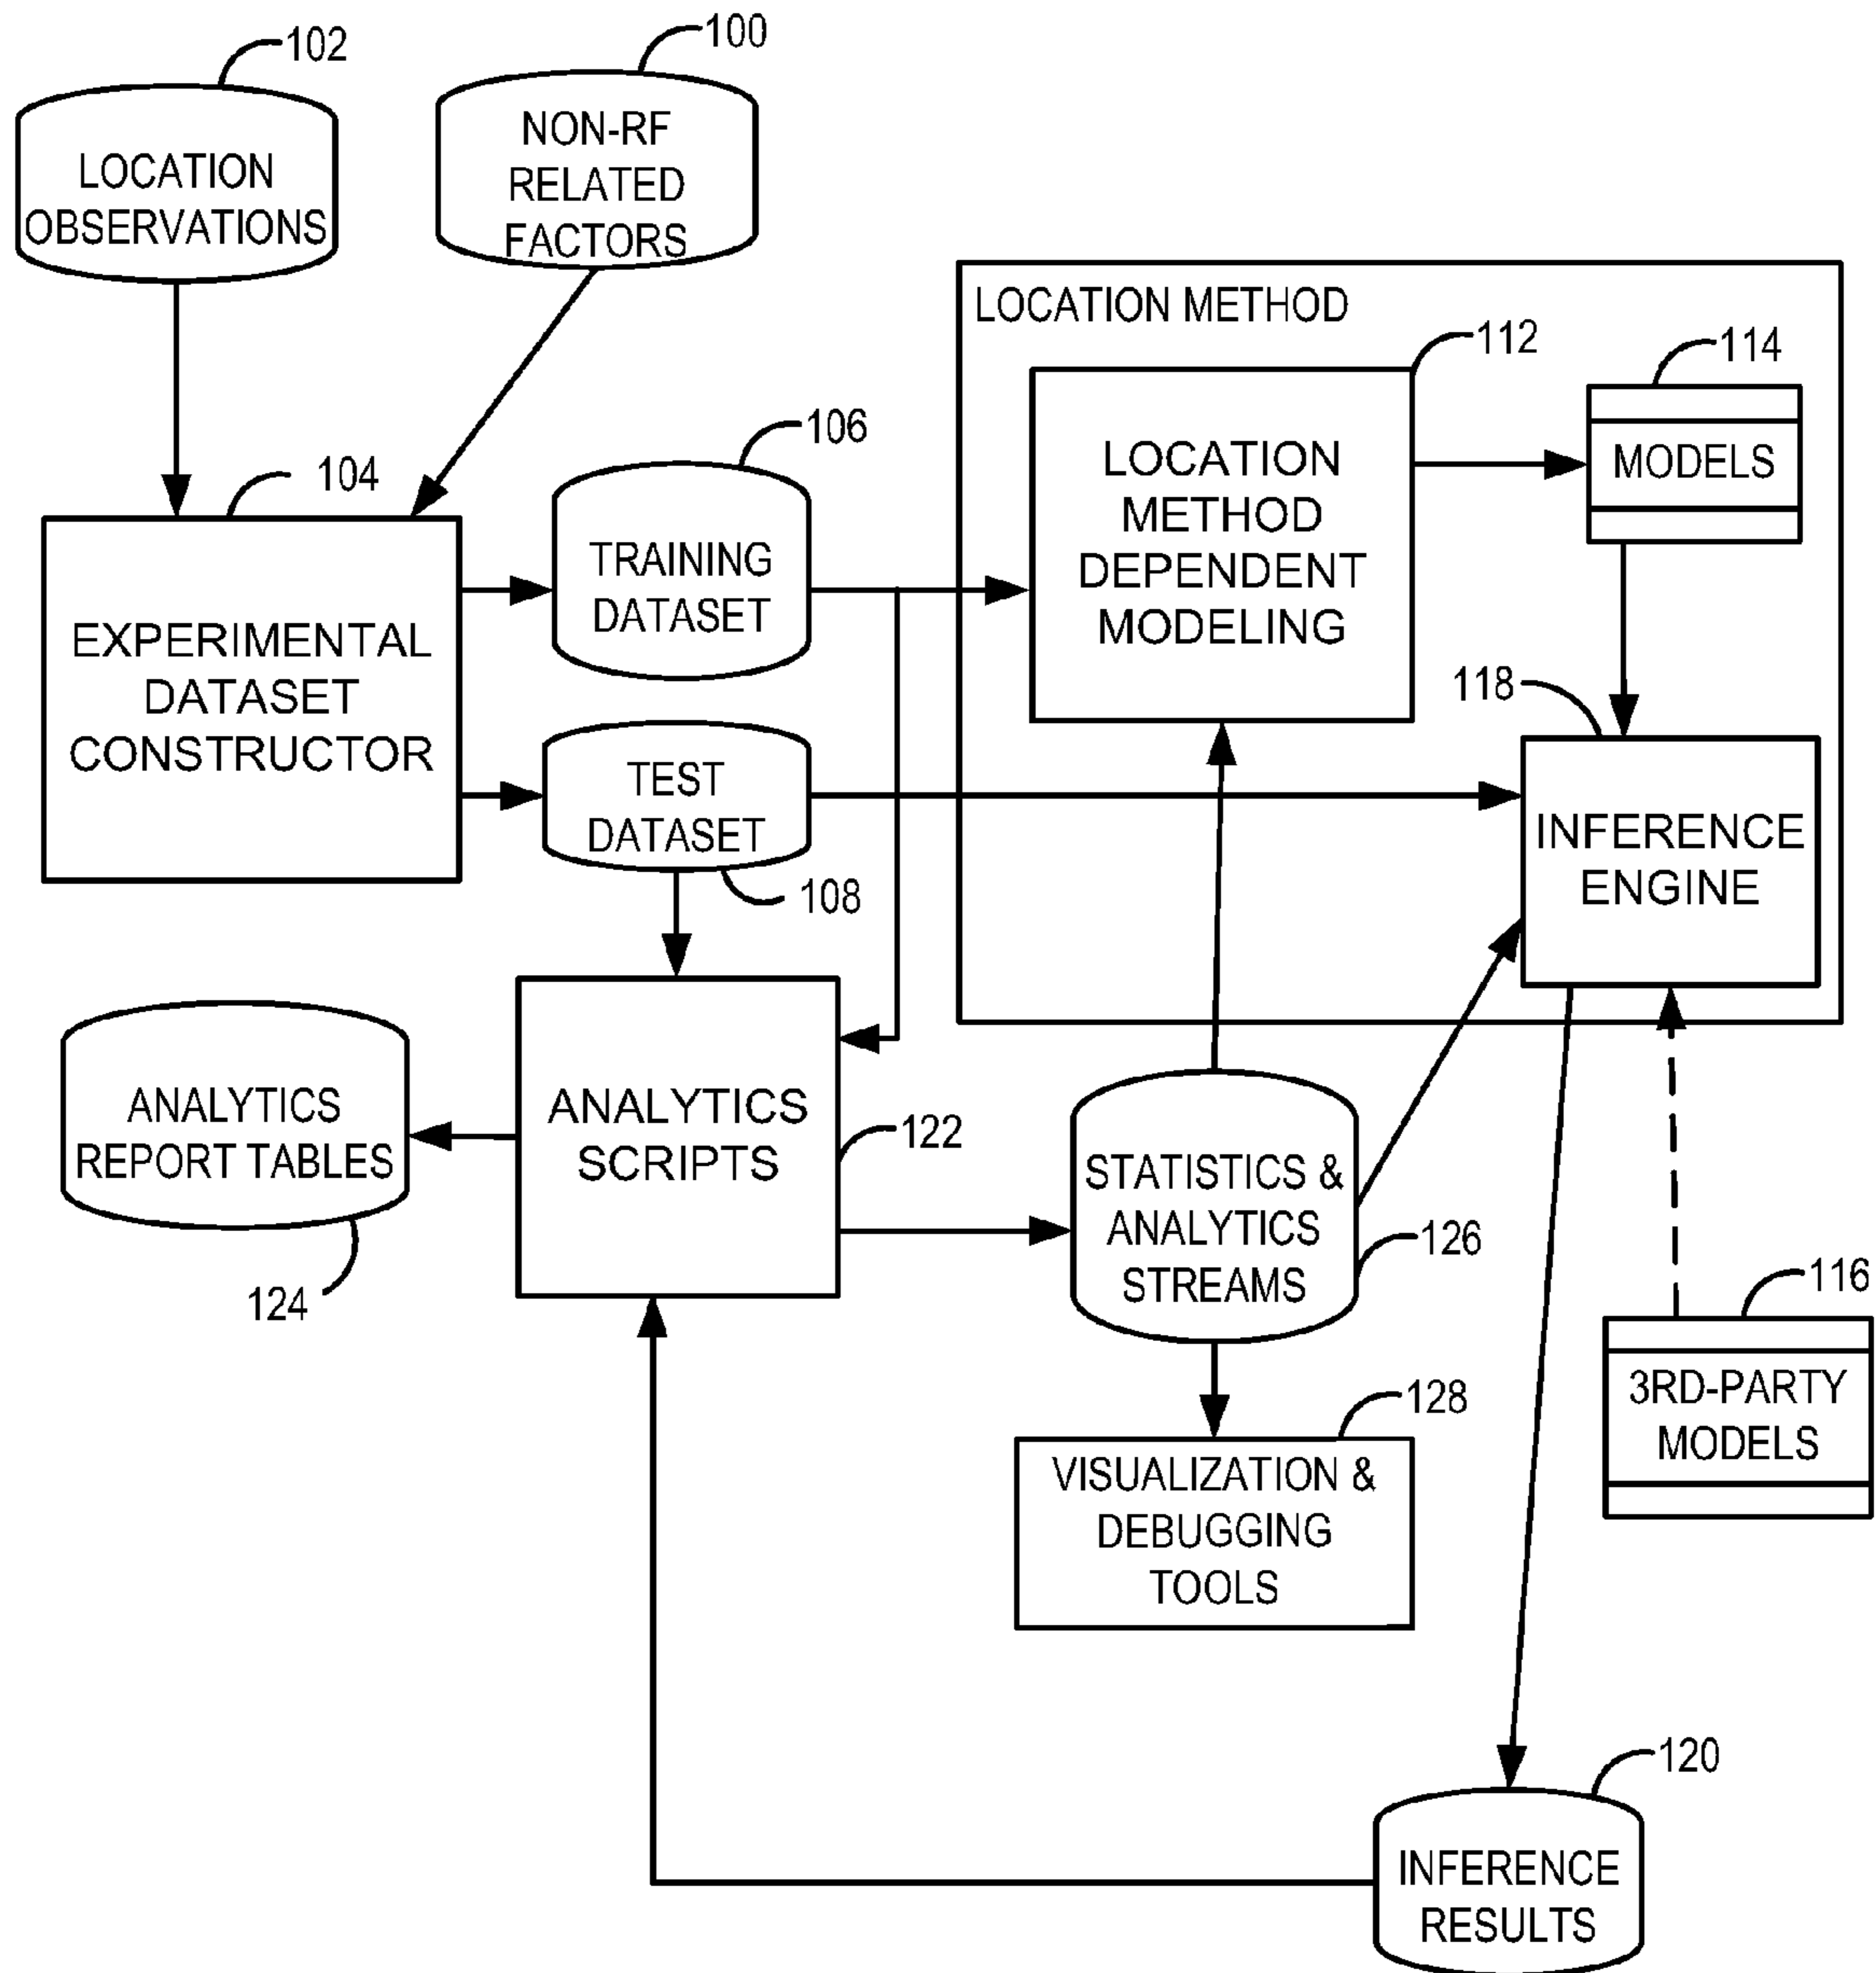 102
100
LOCATION
OBSERVATIONS
NON-RF
RELATED
FACTORS
LOCATION METHOD
112
114
106
104
LOCATION
METHOD
DEPENDENT
MODELING
MODELS
TRAINING
DATASET
EXPERIMENTAL
DATASET
CONSTRUCTOR
118
TEST
DATASET
108
INFERENCE
ENGINE
ANALYTICS
REPORT TABLES
124
ANALYTICS
SCRIPTS
122
STATISTICS &
ANALYTICS
STREAMS
126
116
3RD-PARTY
MODELS
128
VISUALIZATION &
DEBUGGING
TOOLS
120
INFERENCE
RESULTS